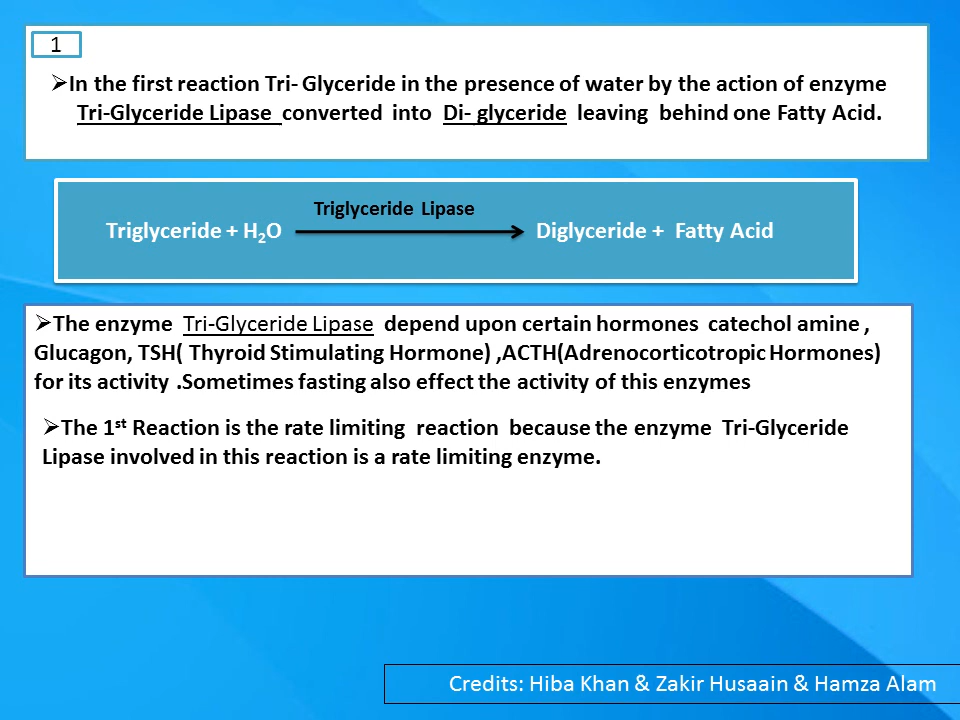 1
➢In the first reaction Tri- Glyceride in the presence of water by the action of enzyme
Tri-Glyceride Lipase converted into Di- glyceride leaving behind one Fatty Acid.
Triglyceride Lipase
Triglyceride + H₂O Diglyceride + Fatty Acid
➢The enzyme Tri-Glyceride Lipase depend upon certain hormones catechol amine ,
Glucagon, TSH( Thyroid Stimulating Hormone) ,ACTH(Adrenocorticotropic Hormones)
for its activity .Sometimes fasting also effect the activity of this enzymes
➢The 1ˢᵗ Reaction is the rate limiting reaction because the enzyme Tri-Glyceride
Lipase involved in this reaction is a rate limiting enzyme.
Credits: Hiba Khan & Zakir Husaain & Hamza Alam